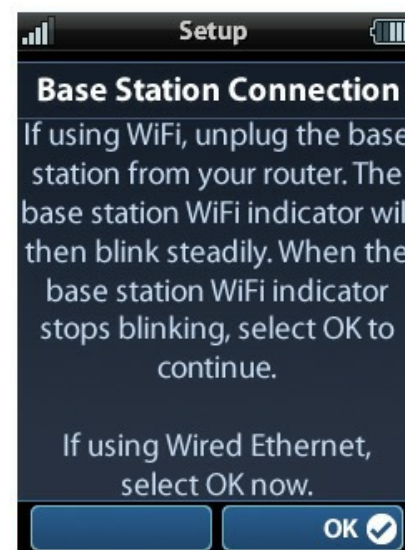 Setup
Base Station Connection
If using WiFi, unplug the base
station from your router. The
base station WiFi indicator wil
then blink steadily. When the
base station WiFi indicator
stops blinking, select OK to
continue.
If using Wired Ethernet,
select OK now.
OK